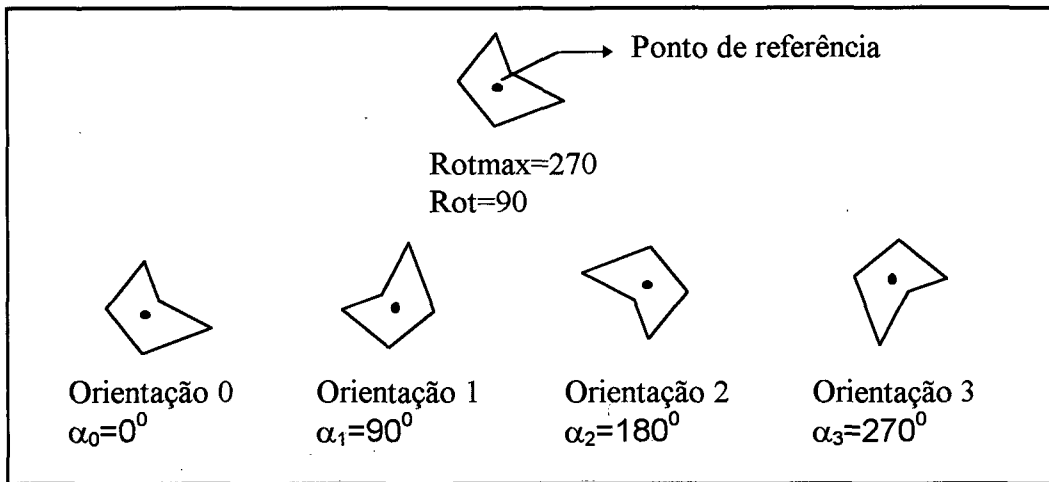 Ponto de referência
Rotmax=270
Rot=90
Orientação 0
Orientação 1
Orientação 2
Orientação 3
α₀=0⁰
α₁=90⁰
α₂=180⁰
α₃=270⁰